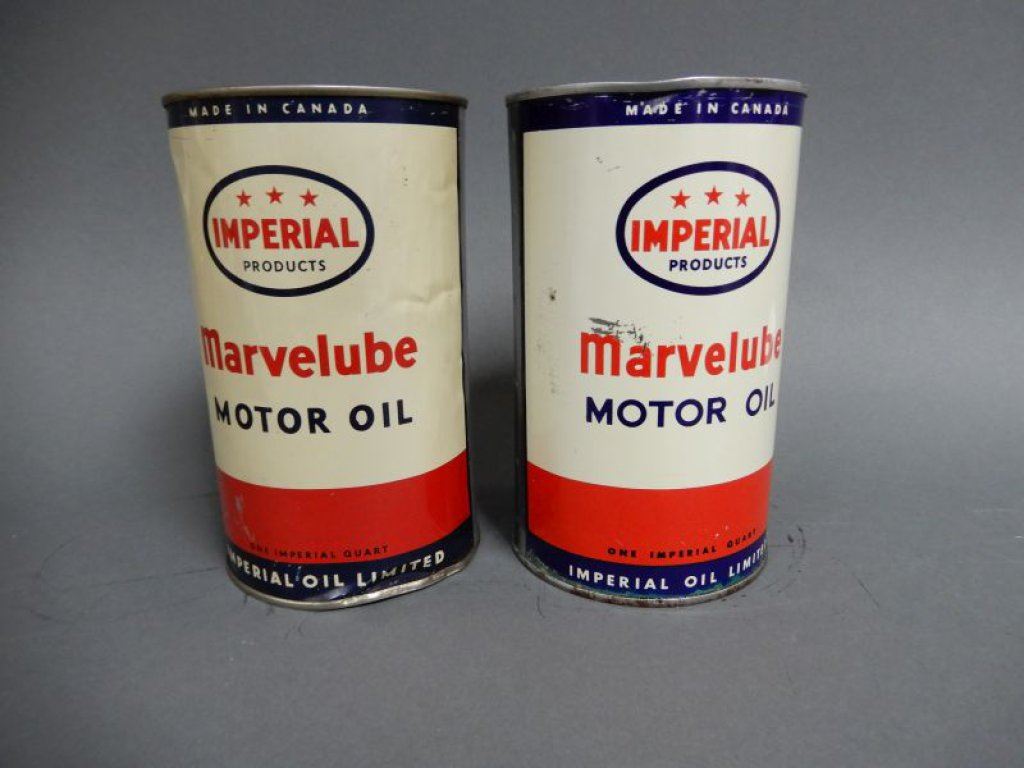 MADE IN CANADA
IMPERIAL
PRODUCTS
marvelube
MOTOR OIL
ONE IMPERIAL QUART
IMPERIAL OIL LIMITED
MADE IN CANADA
IMPERIAL
PRODUCTS
marvelube
MOTOR OIL
ONE IMPERIAL QUART
IMPERIAL OIL LIMITED